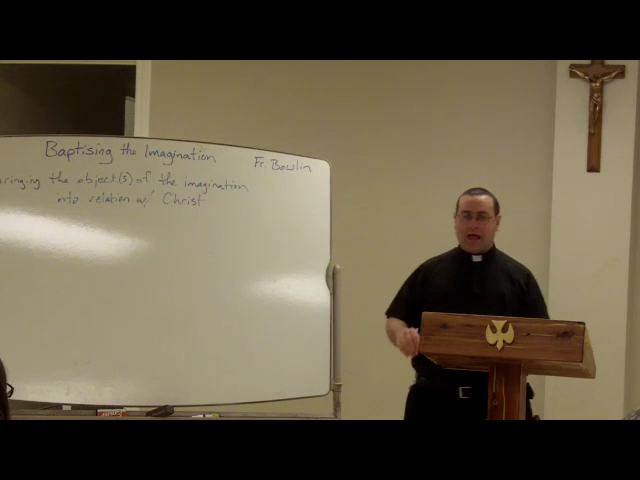 Baptising the Imagination
Fr. Bowlin
ringing the object(s) of the imagination
into relation w/ Christ